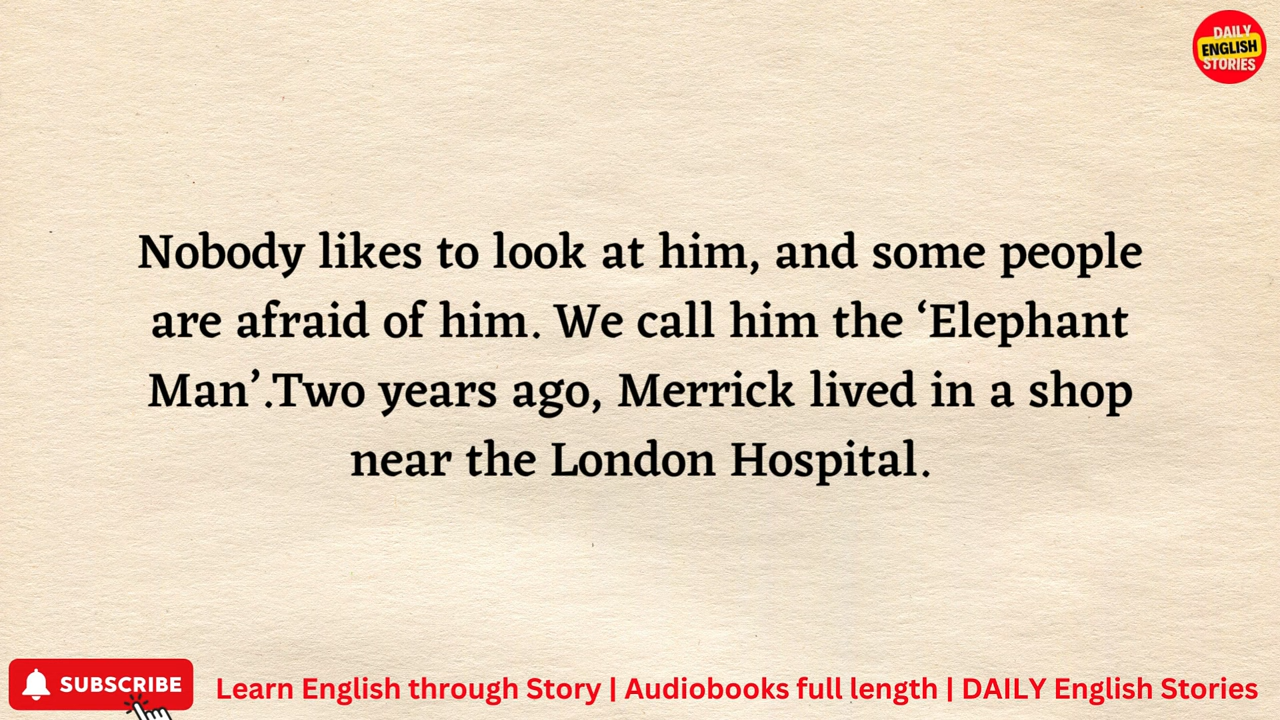 DAILY
ENGLISH
STORIES
Nobody likes to look at him, and some people
are afraid of him. We call him the ‘Elephant
Man’.Two years ago, Merrick lived in a shop
near the London Hospital.
SUBSCRIBE
Learn English through Story | Audiobooks full length | DAILY English Stories